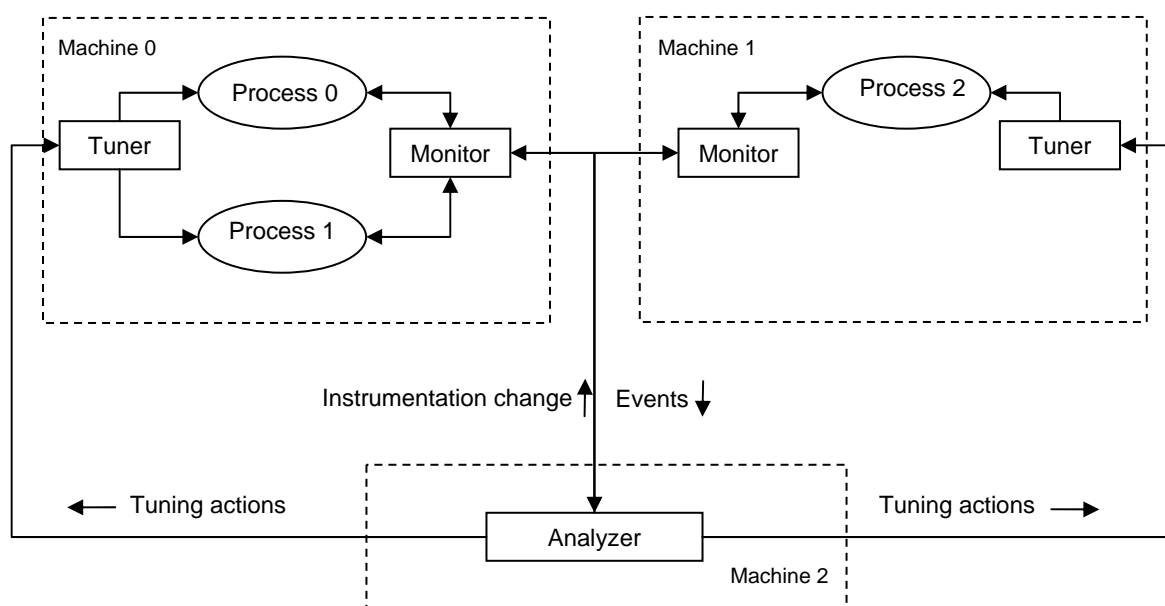 Machine 0
Machine 1
Process 0
Process 2
Tuner
Monitor
Monitor
Tuner
Process 1
Instrumentation change
Events
Tuning actions
Tuning actions
Analyzer
Machine 2